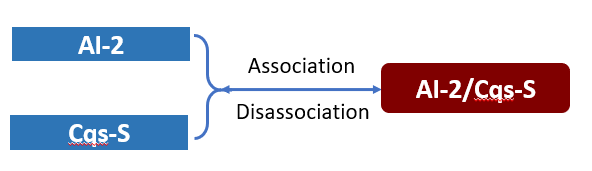 AI-2
Association
AI-2/Cqs-S
Disassociation
Cqs-S